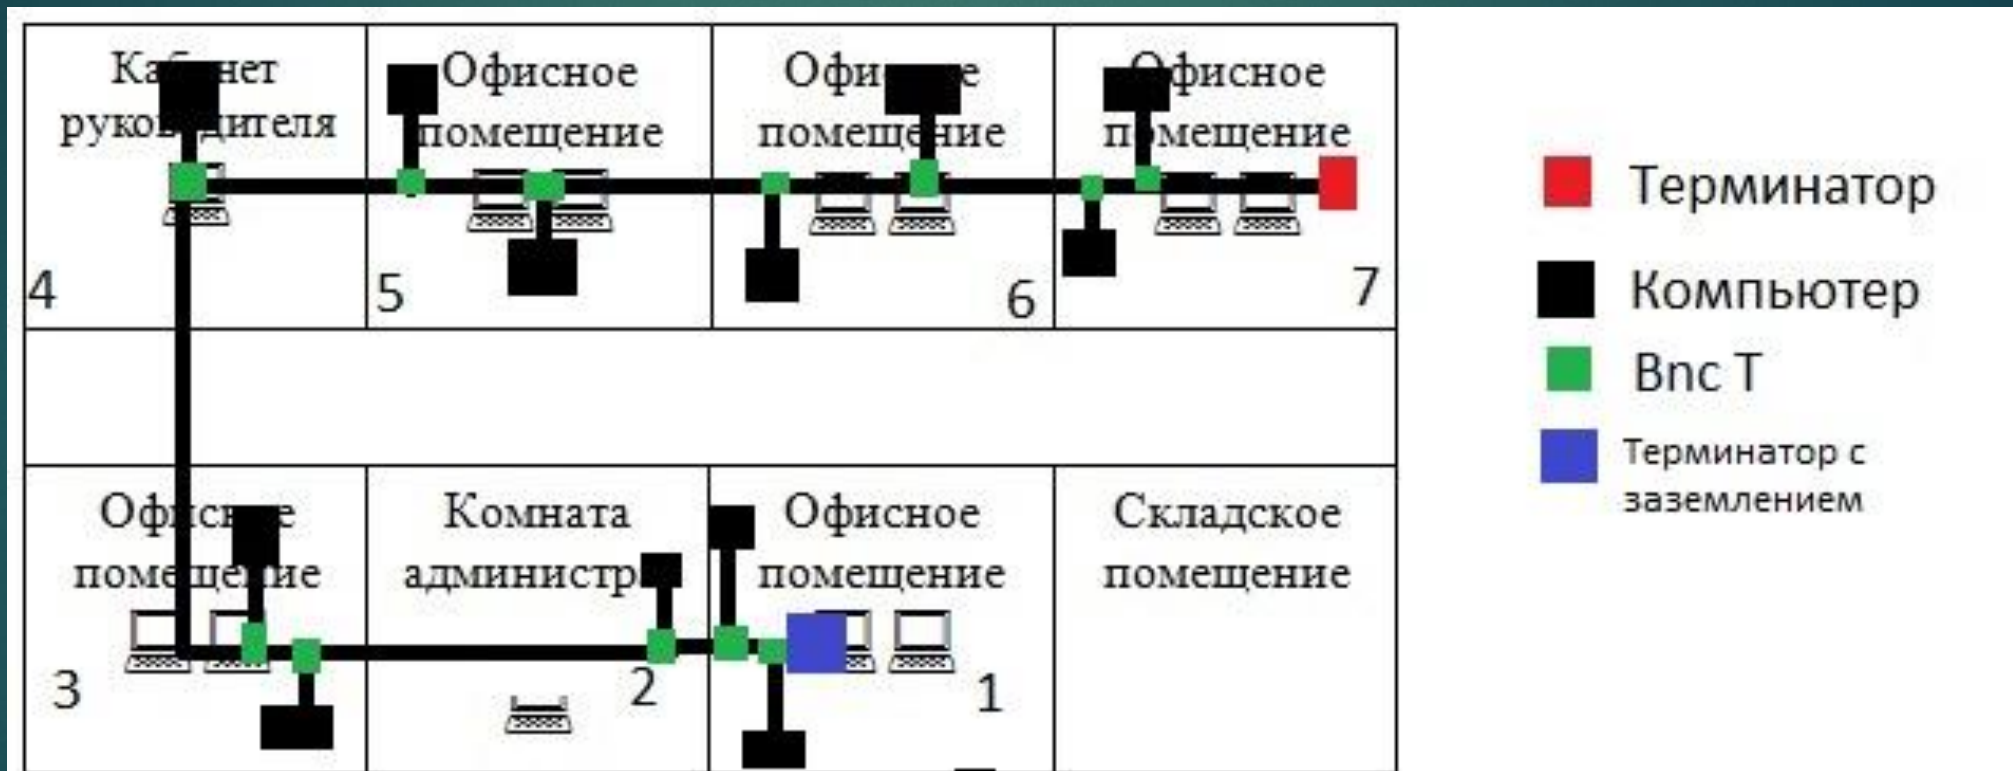 Кабинет
руководителя
Офисное
помещение
Офисное
помещение
Офисное
помещение
4
5
6
7
Офисное
помещение
Комната
Офисное
помещение
Складское
помещение
3
2
1
Терминатор
Компьютер
Bnc T
Терминатор с
заземлением